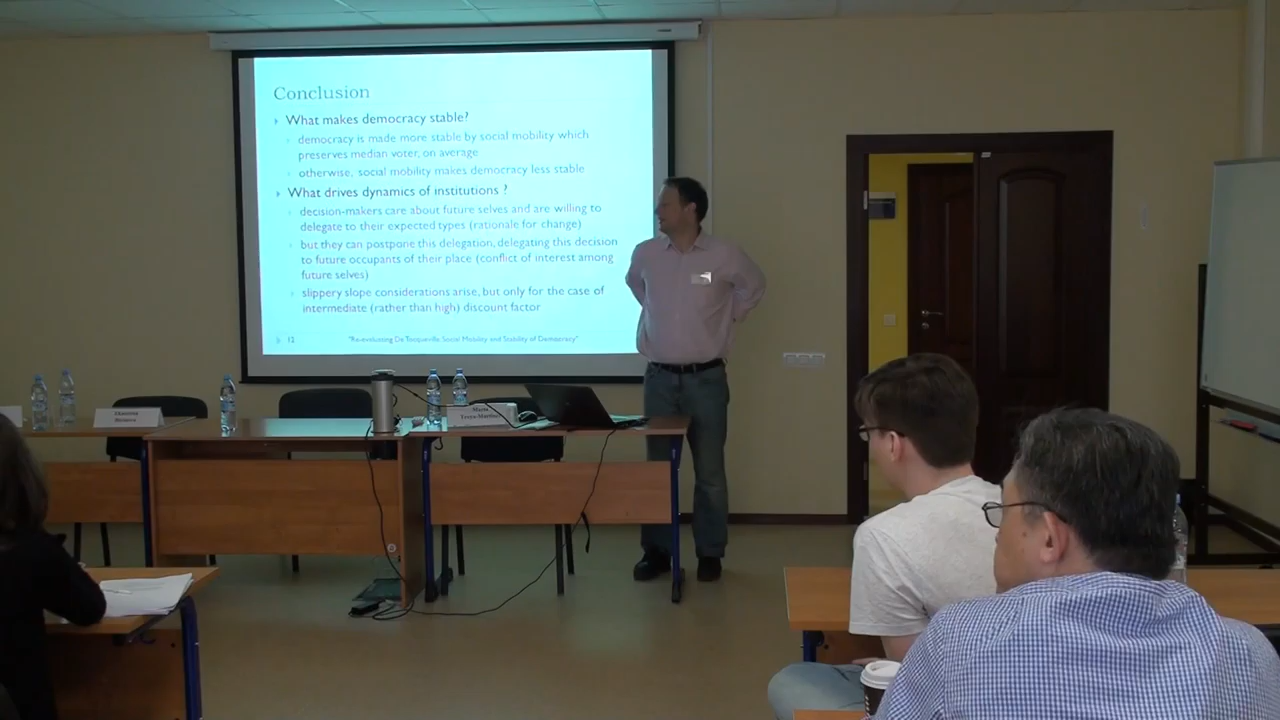 Conclusion
What makes democracy stable?
democracy is made more stable by social mobility which
preserves median voter, on average
otherwise, social mobility makes democracy less stable
What drives dynamics of institutions ?
decision-makers care about future selves and are willing to
delegate to their expected types (rationale for change)
but they can postpone this delegation, delegating this decision
to future occupants of their place (conflict of interest among
future selves)
slippery slope considerations arise, but only for the case of
intermediate (rather than high) discount factor
12
"Re-evaluating De Tocqueville: Social Mobility and Stability of Democracy"
Maria